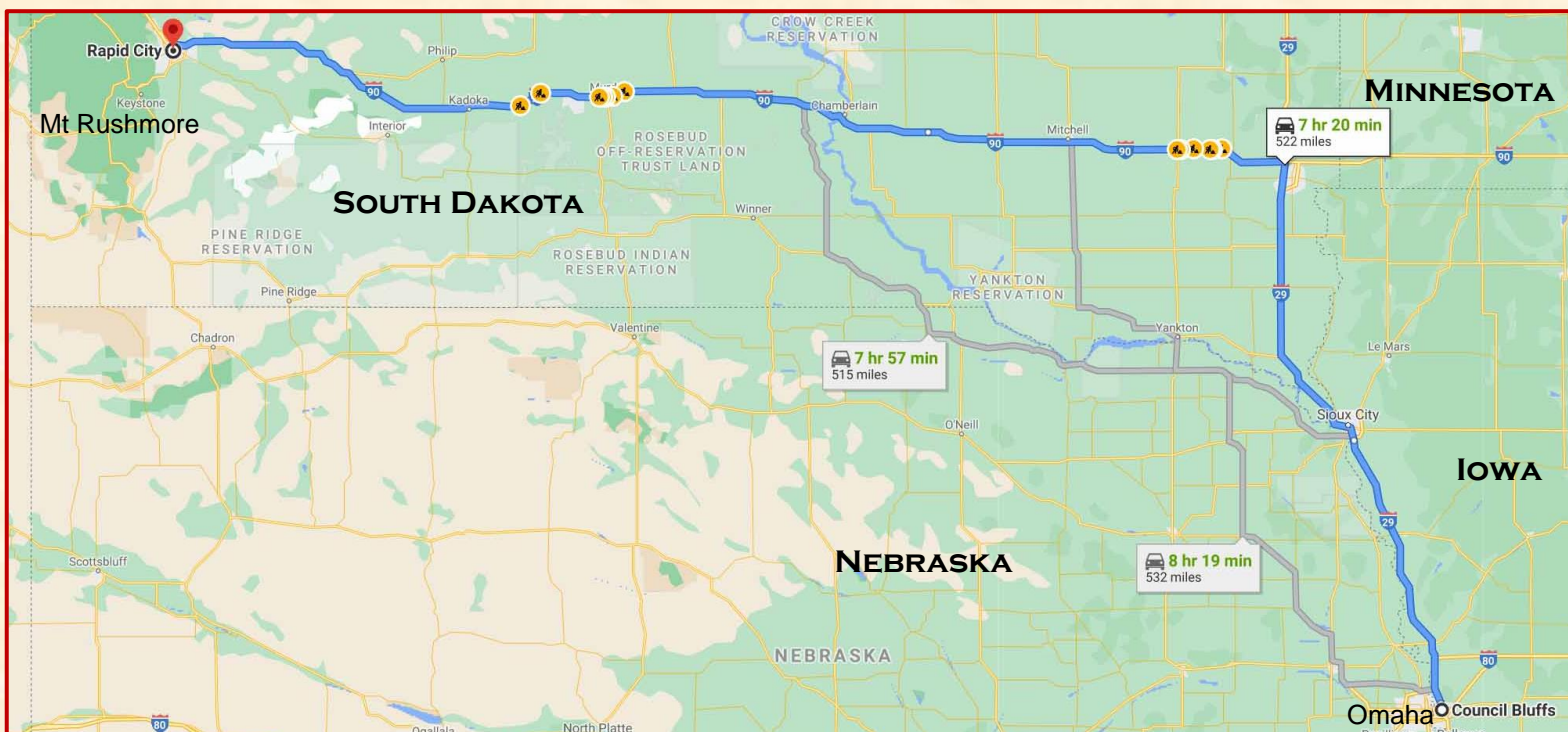 CROW CREEK
RESERVATION
29
Rapid City
Philip
MINNESOTA
90
Kadoka
90
Chamberlain
7 hr 20 min
522 miles
Keystone
Mt Rushmore
Interior
ROSEBUD
OFF-RESERVATION
TRUST LAND
90
Mitchell
90
90
SOUTH DAKOTA
Winner
PINE RIDGE
RESERVATION
ROSEBUD INDIAN
RESERVATION
YANKTON
RESERVATION
Pine Ridge
29
Chadron
Valentine
Yankton
Le Mars
7 hr 57 min
515 miles
O'Neill
Sioux City
IOWA
29
Scottsbluff
NEBRASKA
8 hr 19 min
532 miles
NEBRASKA
80
80
North Platte
Ogallala
Omaha
Council Bluffs